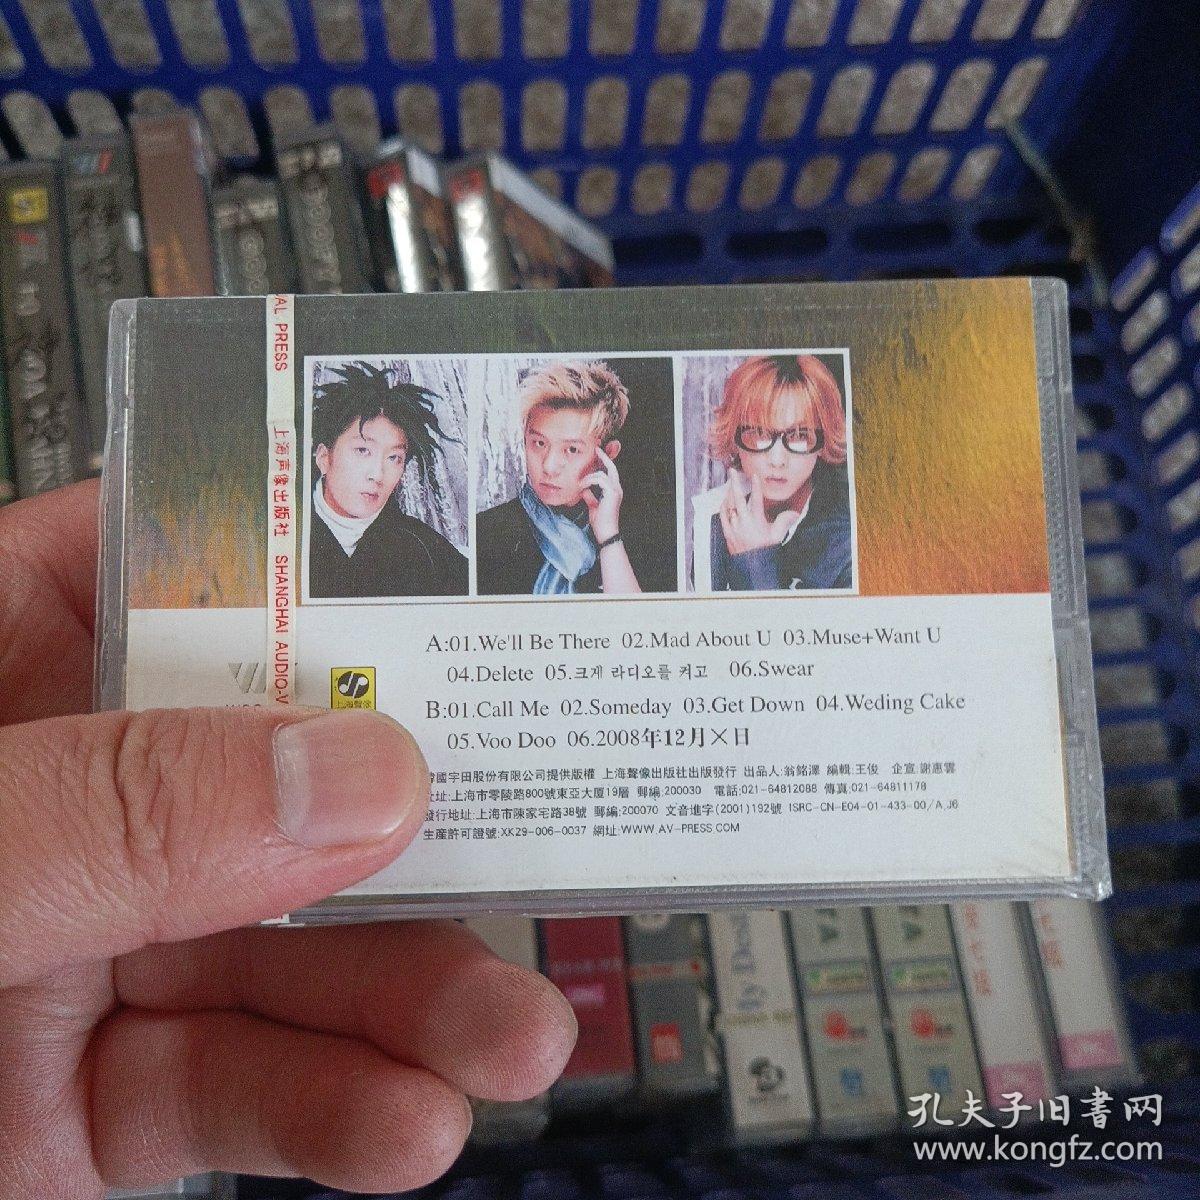 AL PRESS
上海声像出版社 SHANGHAI AUDIO-V
A:01.We'll Be There 02.Mad About U 03.Muse+Want U
04.Delete 05.크게 라디오를 켜고 06.Swear
B:01.Call Me 02.Someday 03.Get Down 04.Weding Cake
05.Voo Doo 06.2008年12月×日
國宇田股份有限公司提供版權 上海聲像出版社出版發行 出品人:翁銘澤 編輯:王俊 企宣:謝惠雲
址:上海市零陵路800號東亞大廈19層 郵編:200030 電話:021-64812088 傳真:021-64811178
發行地址:上海市陳家宅路38號 郵編:200070 文音進字(2001)192號 ISRC-CN-E04-01-433-00/A.J6
生産許可證號:XK29-006-0037 網址:WWW.AV-PRESS.COM
孔夫子旧書网
www.kongfz.com